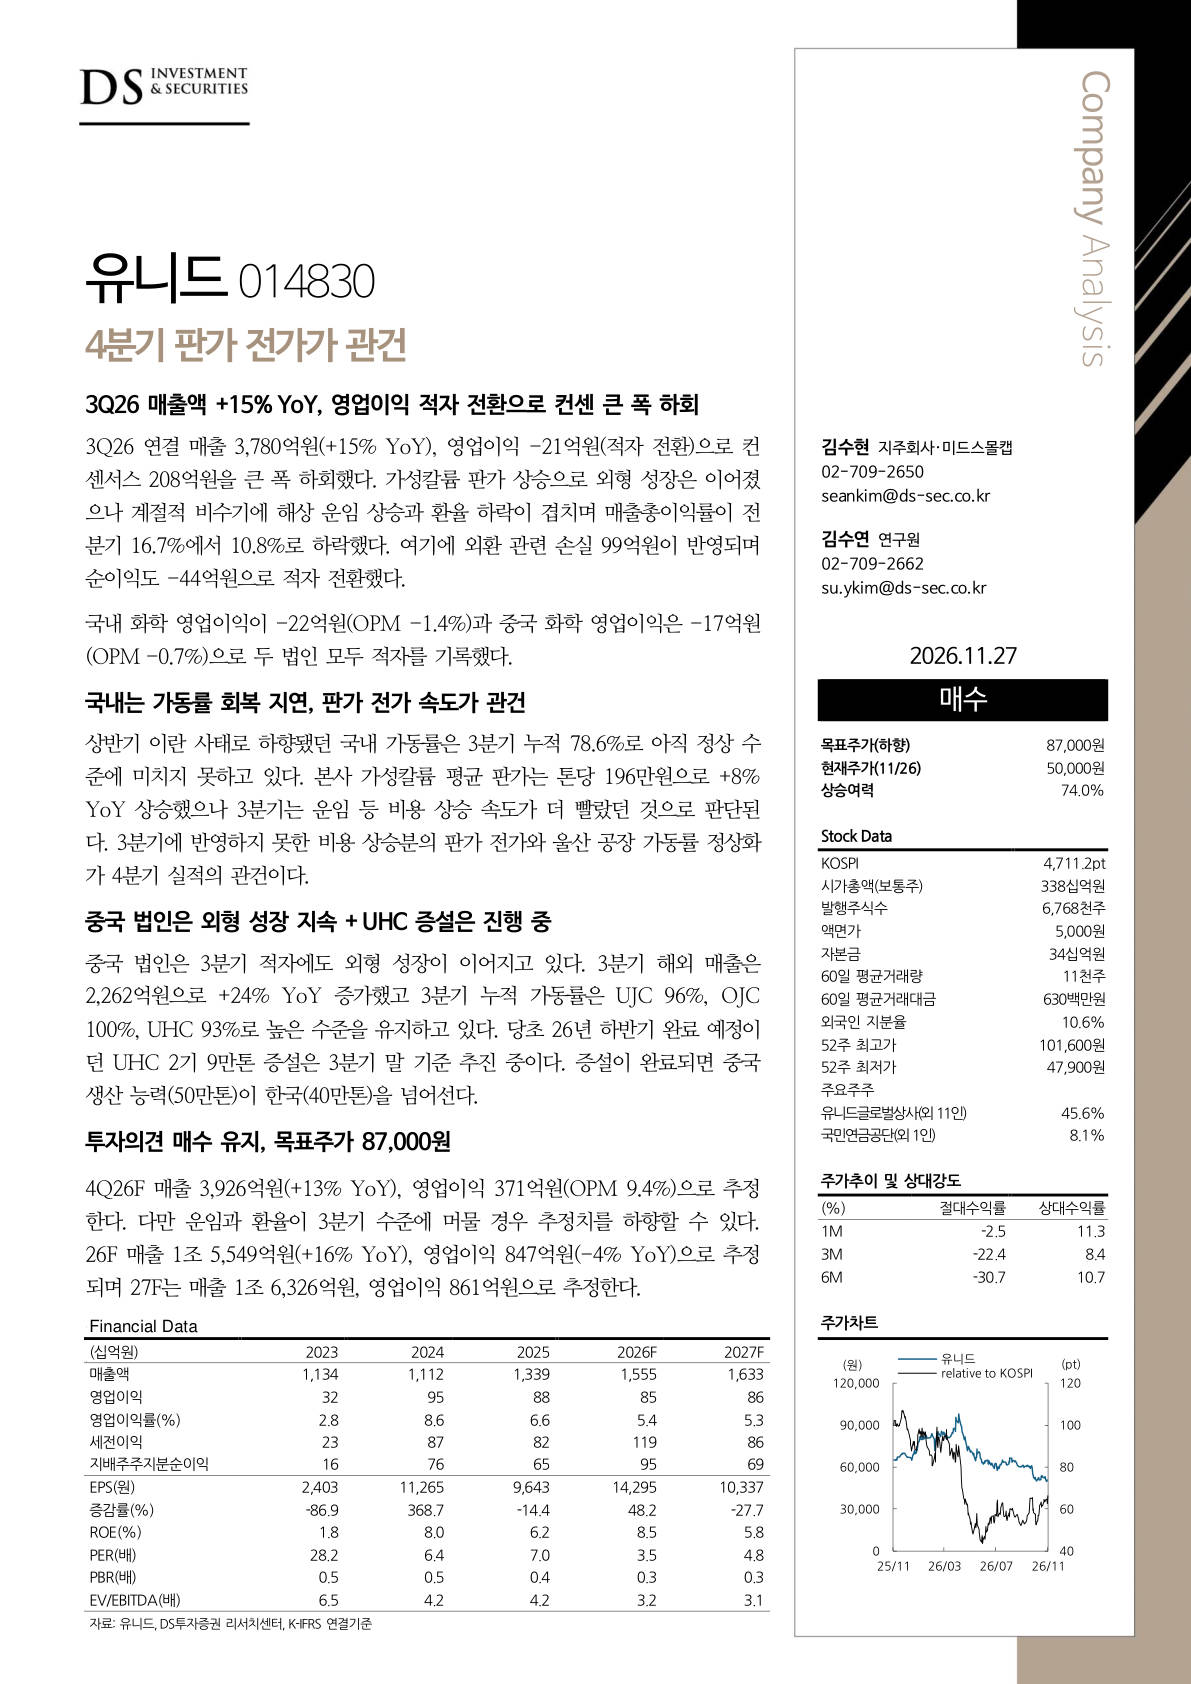 DS INVESTMENT
& SECURITIES
Company Analysis
유니드 014830
4분기 판가 전가가 관건
3Q26 매출액 +15% YoY, 영업이익 적자 전환으로 컨센 큰 폭 하회
3Q26 연결 매출 3,780억원(+15% YoY), 영업이익 -21억원(적자 전환)으로 컨
센서스 208억원을 큰 폭 하회했다. 가성칼륨 판가 상승으로 외형 성장은 이어졌
으나 계절적 비수기에 해상 운임 상승과 환율 하락이 겹치며 매출총이익률이 전
분기 16.7%에서 10.8%로 하락했다. 여기에 외환 관련 손실 99억원이 반영되며
순이익도 -44억원으로 적자 전환했다.
국내 화학 영업이익이 -22억원(OPM -1.4%)과 중국 화학 영업이익은 -17억원
(OPM -0.7%)으로 두 법인 모두 적자를 기록했다.
국내는 가동률 회복 지연, 판가 전가 속도가 관건
상반기 이란 사태로 하향됐던 국내 가동률은 3분기 누적 78.6%로 아직 정상 수
준에 미치지 못하고 있다. 본사 가성칼륨 평균 판가는 톤당 196만원으로 +8%
YoY 상승했으나 3분기는 운임 등 비용 상승 속도가 더 빨랐던 것으로 판단된
다. 3분기에 반영하지 못한 비용 상승분의 판가 전가와 울산 공장 가동률 정상화
가 4분기 실적의 관건이다.
중국 법인은 외형 성장 지속 + UHC 증설은 진행 중
중국 법인은 3분기 적자에도 외형 성장이 이어지고 있다. 3분기 해외 매출은
2,262억원으로 +24% YoY 증가했고 3분기 누적 가동률은 UJC 96%, OJC
100%, UHC 93%로 높은 수준을 유지하고 있다. 당초 26년 하반기 완료 예정이
던 UHC 2기 9만톤 증설은 3분기 말 기준 추진 중이다. 증설이 완료되면 중국
생산 능력(50만톤)이 한국(40만톤)을 넘어선다.
투자의견 매수 유지, 목표주가 87,000원
4Q26F 매출 3,926억원(+13% YoY), 영업이익 371억원(OPM 9.4%)으로 추정
한다. 다만 운임과 환율이 3분기 수준에 머물 경우 추정치를 하향할 수 있다.
26F 매출 1조 5,549억원(+16% YoY), 영업이익 847억원(-4% YoY)으로 추정
되며 27F는 매출 1조 6,326억원, 영업이익 861억원으로 추정한다.
Financial Data
(십억원) 2023 2024 2025 2026F 2027F
매출액 1,134 1,112 1,339 1,555 1,633
영업이익 32 95 88 85 86
영업이익률(%) 2.8 8.6 6.6 5.4 5.3
세전이익 23 87 82 119 86
지배주주지분순이익 16 76 65 95 69
EPS(원) 2,403 11,265 9,643 14,295 10,337
증감률(%) -86.9 368.7 -14.4 48.2 -27.7
ROE(%) 1.8 8.0 6.2 8.5 5.8
PER(배) 28.2 6.4 7.0 3.5 4.8
PBR(배) 0.5 0.5 0.4 0.3 0.3
EV/EBITDA(배) 6.5 4.2 4.2 3.2 3.1
자료: 유니드, DS투자증권 리서치센터, K-IFRS 연결기준
김수현 지주회사·미드스몰캡
02-709-2650
seankim@ds-sec.co.kr
김수연 연구원
02-709-2662
su.ykim@ds-sec.co.kr
2026.11.27
매수
목표주가(하향) 87,000원
현재주가(11/26) 50,000원
상승여력 74.0%
Stock Data
KOSPI 4,711.2pt
시가총액(보통주) 338십억원
발행주식수 6,768천주
액면가 5,000원
자본금 34십억원
60일 평균거래량 11천주
60일 평균거래대금 630백만원
외국인 지분율 10.6%
52주 최고가 101,600원
52주 최저가 47,900원
주요주주
유니드글로벌상사(외 11인) 45.6%
국민연금공단(외 1인) 8.1%
주가추이 및 상대강도
(%) 절대수익률 상대수익률
1M -2.5 11.3
3M -22.4 8.4
6M -30.7 10.7
주가차트
(원) 유니드 (pt)
relative to KOSPI
120,000 120
90,000 100
60,000 80
30,000 60
0 40
25/11 26/03 26/07 26/11